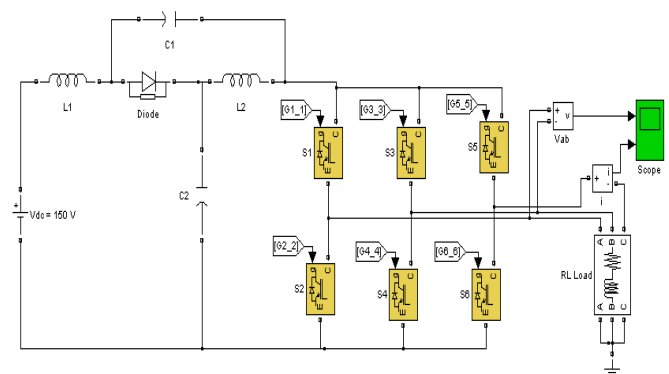 C1
L1
Diode
L2
[G1_1]
[G3_3]
[G5_5]
g C
E
S1
g C
E
S3
g C
E
S5
+ v
-
Vab
Scope
+ i
-
i
C2
+
Vdc = 150 V
[G2_2]
[G4_4]
[G6_6]
g C
E
S2
g C
E
S4
g C
E
S6
A B C
RL Load
A B C